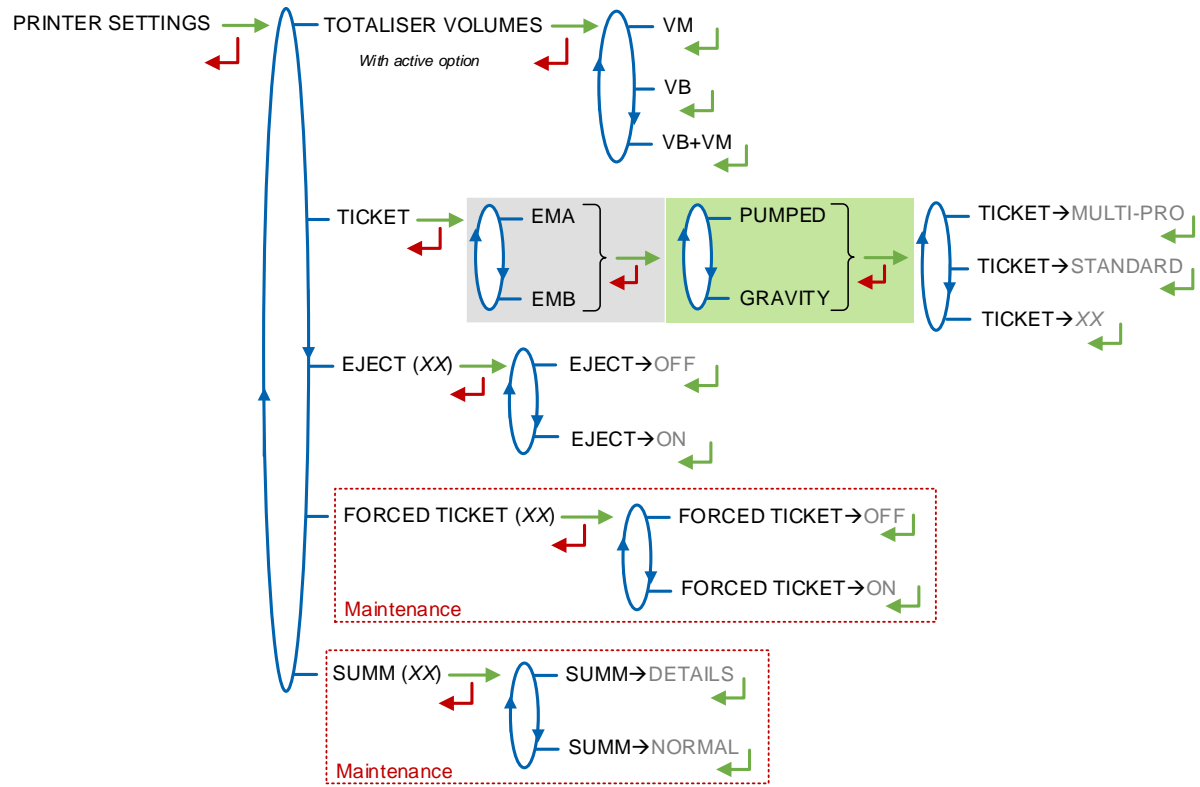 PRINTER SETTINGS
TOTALISER VOLUMES
With active option
VM
VB
VB+VM
TICKET
EMA
EMB
PUMPED
GRAVITY
TICKET→MULTI-PRO
TICKET→STANDARD
TICKET→XX
EJECT (XX)
EJECT→OFF
EJECT→ON
FORCED TICKET (XX)
FORCED TICKET→OFF
FORCED TICKET→ON
Maintenance
SUMM (XX)
SUMM→DETAILS
SUMM→NORMAL
Maintenance